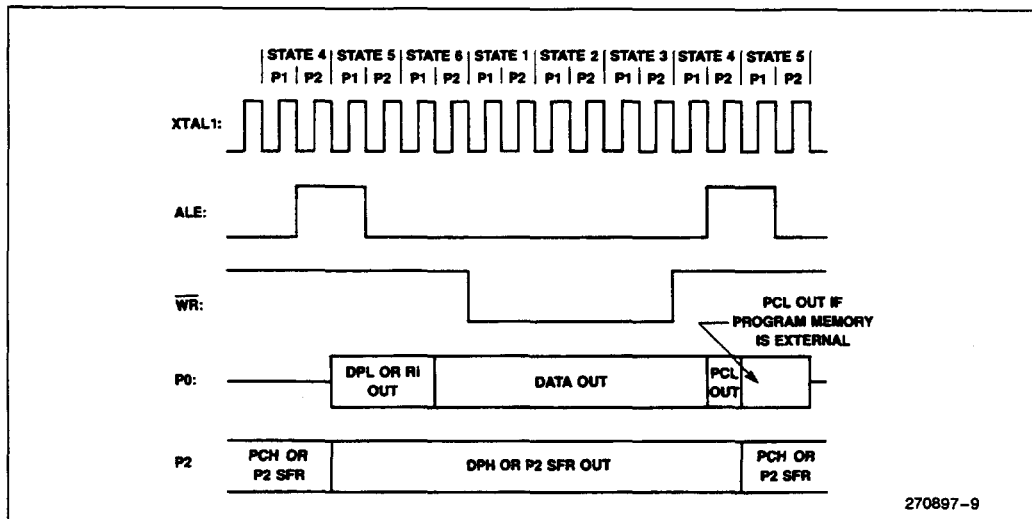 STATE 4 STATE 5 STATE 6 STATE 1 STATE 2 STATE 3 STATE 4 STATE 5
P1 P2 P1 P2 P1 P2 P1 P2 P1 P2 P1 P2 P1 P2 P1 P2
XTAL1:
ALE:
WR:
PCL OUT IF
PROGRAM MEMORY
IS EXTERNAL
P0:
DPL OR Ri
OUT
DATA OUT
PCL
OUT
P2
PCH OR
P2 SFR
DPH OR P2 SFR OUT
PCH OR
P2 SFR
270897-9